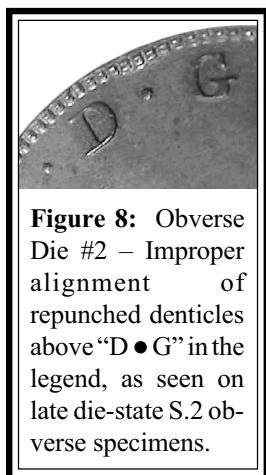 D · G
Figure 8: Obverse
Die #2 – Improper
alignment of
repunched denticles
above “D ● G” in the
legend, as seen on
late die-state S.2 ob-
verse specimens.